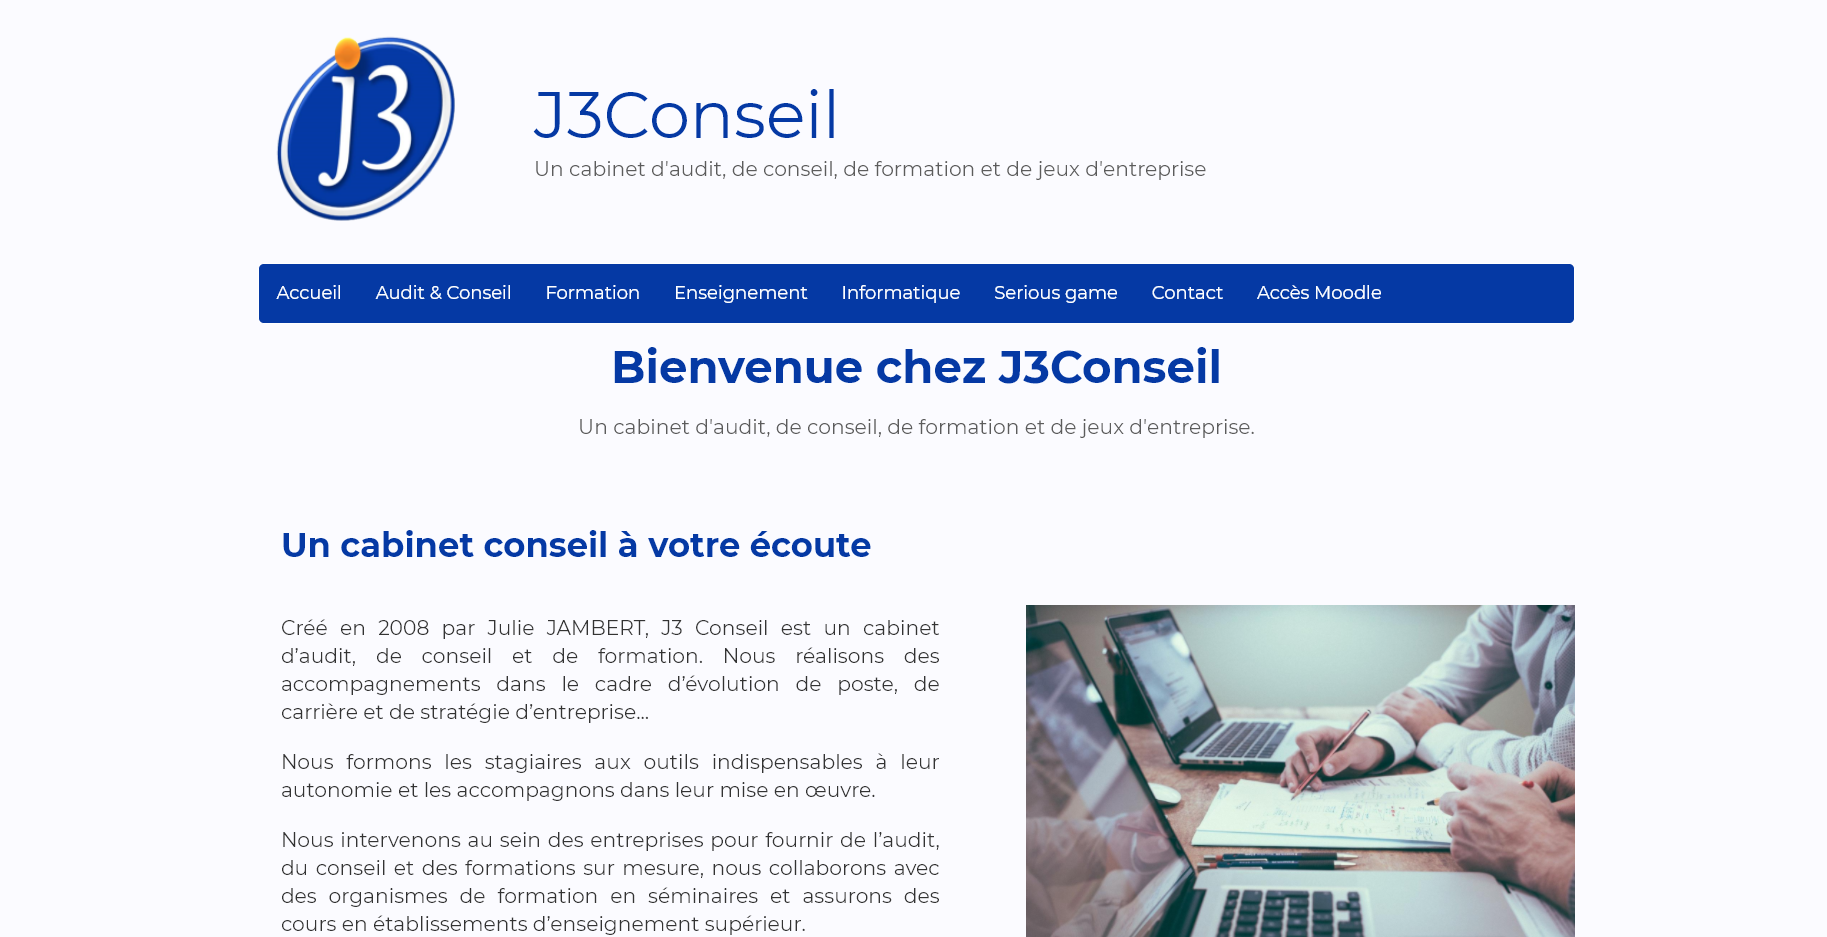 j3
J3Conseil
Un cabinet d'audit, de conseil, de formation et de jeux d'entreprise
Accueil Audit & Conseil Formation Enseignement Informatique Serious game Contact Accès Moodle
Bienvenue chez J3Conseil
Un cabinet d'audit, de conseil, de formation et de jeux d'entreprise.
Un cabinet conseil à votre écoute
Créé en 2008 par Julie JAMBERT, J3 Conseil est un cabinet
d’audit, de conseil et de formation. Nous réalisons des
accompagnements dans le cadre d’évolution de poste, de
carrière et de stratégie d’entreprise…
Nous formons les stagiaires aux outils indispensables à leur
autonomie et les accompagnons dans leur mise en œuvre.
Nous intervenons au sein des entreprises pour fournir de l’audit,
du conseil et des formations sur mesure, nous collaborons avec
des organismes de formation en séminaires et assurons des
cours en établissements d’enseignement supérieur.